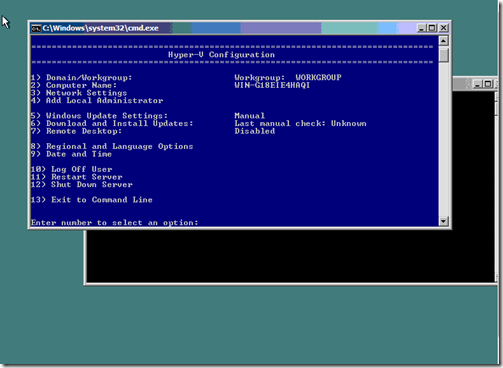 C:\Windows\system32\cmd.exe
===============================================================================
Hyper-V Configuration
===============================================================================
1) Domain/Workgroup: Workgroup: WORKGROUP
2) Computer Name: WIN-G18EIE4HAQI
3) Network Settings
4) Add Local Administrator
5) Windows Update Settings: Manual
6) Download and Install Updates: Last manual check: Unknown
7) Remote Desktop: Disabled
8) Regional and Language Options
9) Date and Time
10) Log Off User
11) Restart Server
12) Shut Down Server
13) Exit to Command Line
Enter number to select an option: